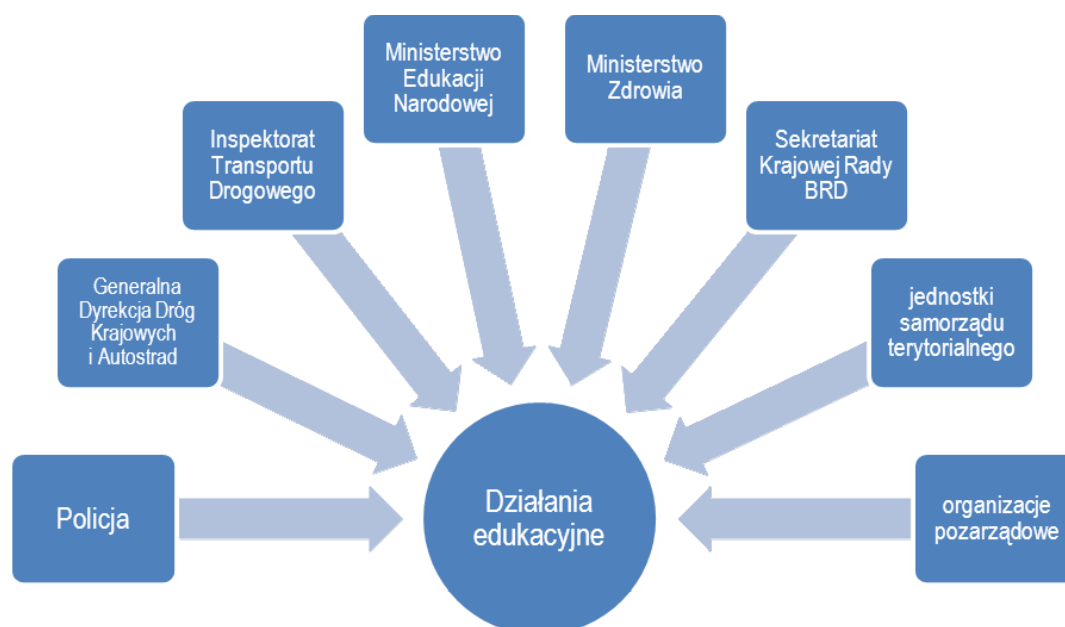 Ministerstwo
Edukacji
Narodowej
Ministerstwo
Zdrowia
Inspektorat
Transportu
Drogowego
Sekretariat
Krajowej Rady
BRD
Generalna
Dyrekcja Dróg
Krajowych
i Autostrad
jednostki
samorządu
terytorialnego
Policja
Działania
edukacyjne
organizacje
pozarządowe